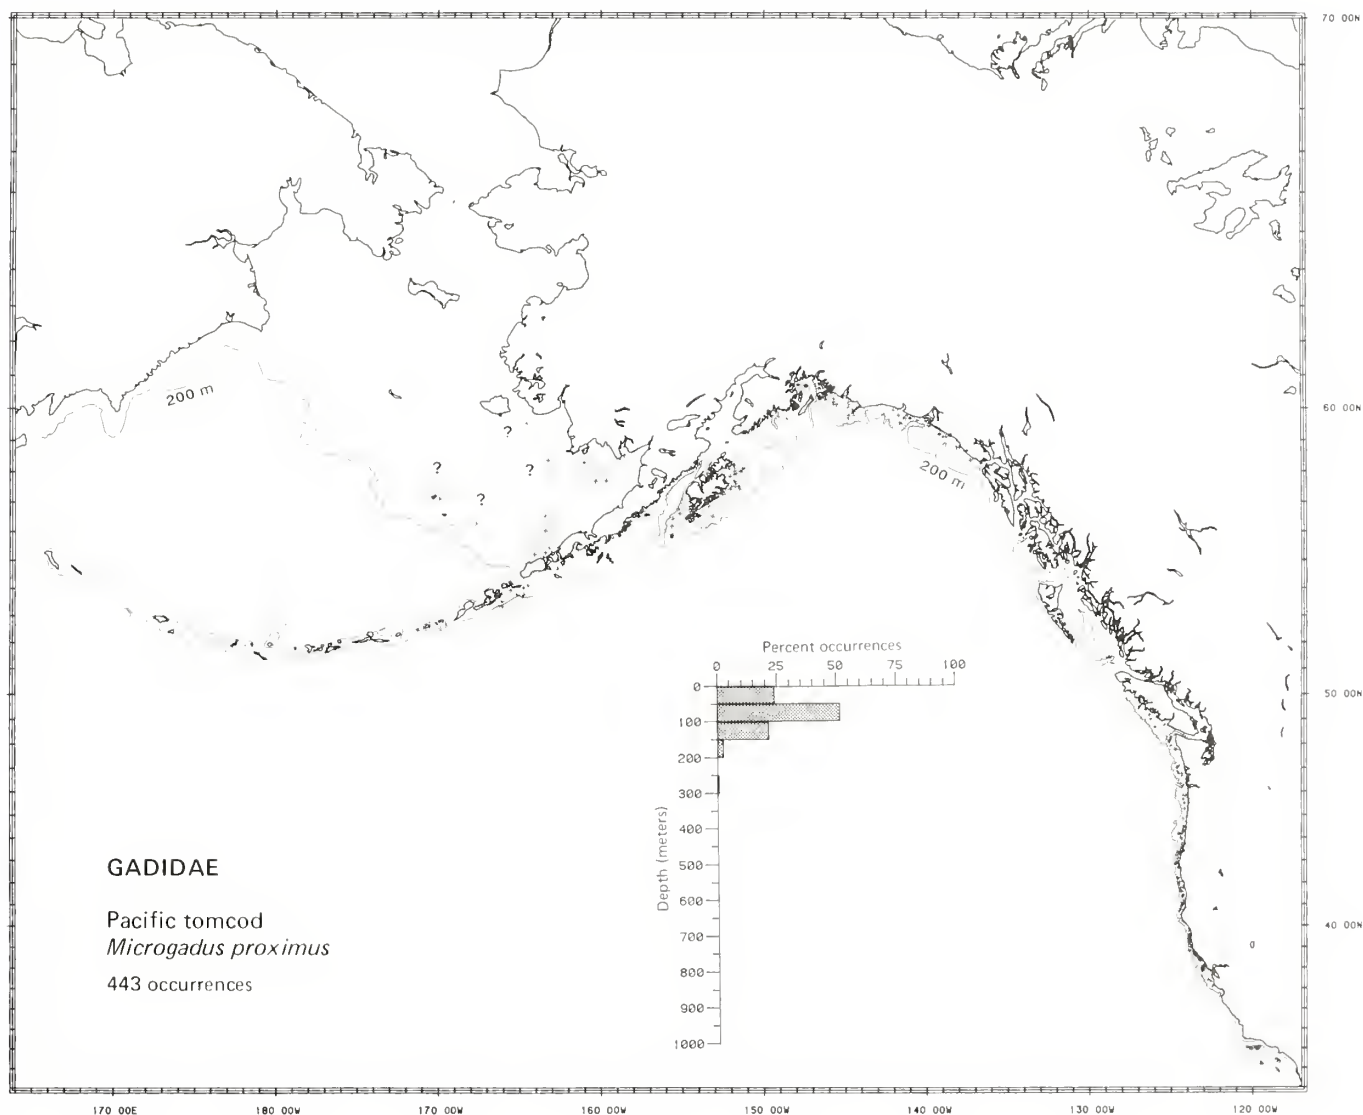 70 00N
200 m
?
60 00N
?
?
?
200 m
Percent occurrences
0 25 50 75 100
0
50 00N
100
200
300
400
500
600
700
800
900
1000
Depth (meters)
GADIDAE
Pacific tomcod
Microgadus proximus
443 occurrences
40 00N
170 00E 180 00W 170 00W 160 00W 150 00W 140 00W 130 00W 120 00W